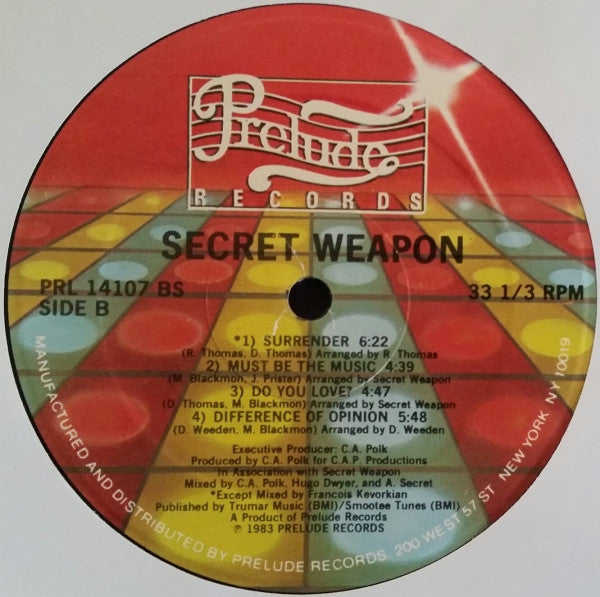 Prelude
RECORDS
SECRET WEAPON
PRL 14107 BS
SIDE B
33 1/3 RPM
*1) SURRENDER 6:22
(R. Thomas, D. Thomas) Arranged by R. Thomas
2) MUST BE THE MUSIC 4:39
(M. Blackmon, J. Prister) Arranged by Secret Weapon
3) DO YOU LOVE? 4:47
(D. Thomas, M. Blackmon) Arranged by Secret Weapon
4) DIFFERENCE OF OPINION 5:48
(D. Weeden, M. Blackmon) Arranged by D. Weeden
Executive Producer: C.A. Polk
Produced by C.A. Polk for C.A.P. Productions
In Association with Secret Weapon
Mixed by C.A. Polk, Hugo Dwyer, and A. Secret
*Except Mixed by Francois Kevorkian
Published by Trumar Music (BMI)/Smootee Tunes (BMI)
A Product of Prelude Records
℗ 1983 PRELUDE RECORDS
MANUFACTURED AND DISTRIBUTED BY PRELUDE RECORDS, 200 WEST 57 ST. NEW YORK, NY 10019